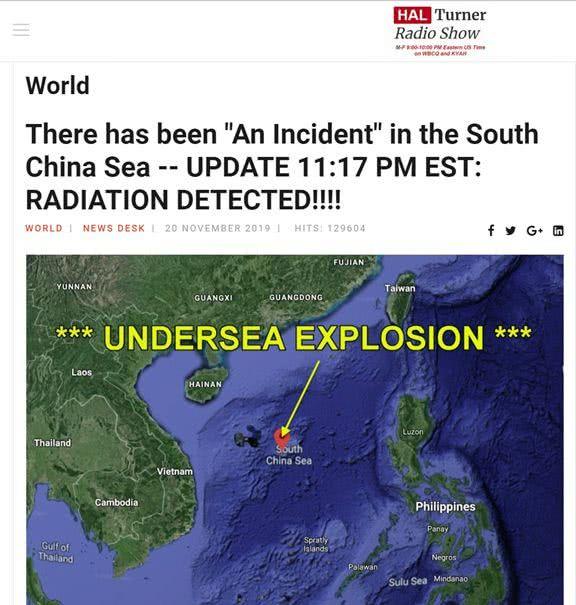 HAL Turner
Radio Show
M-F 9:00-10:00 PM Eastern US Time
on WBCQ and KYAH
World
There has been "An Incident" in the South
China Sea -- UPDATE 11:17 PM EST:
RADIATION DETECTED!!!!
WORLD | NEWS DESK | 20 NOVEMBER 2019 | HITS: 129604
f G+ in
FUJIAN
YUNNAN
Taiwan
GUANGXI
GUANGDONG
*** UNDERSEA EXPLOSION ***
Laos
HAINAN
Luzon
South
China Sea
Thailand
Vietnam
Cambodia
Philippines
Panay
Spratly
Islands
Gulf of
Thailand
Negros
Palawan
Sulu Sea
Mindanao